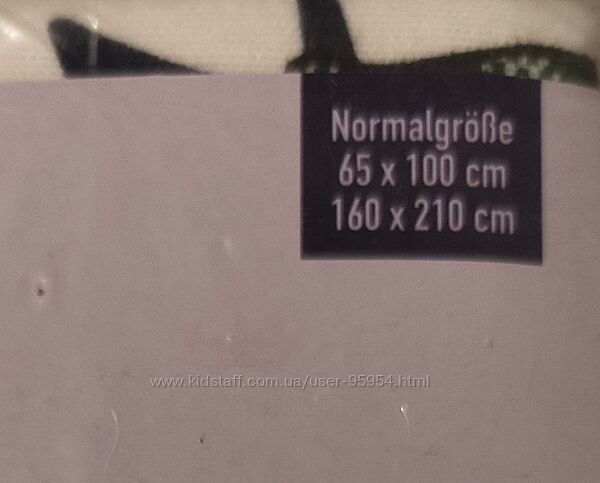 Normalgröße
65 x 100 cm
160 x 210 cm
www.kidstaff.com.ua/user-95954.html